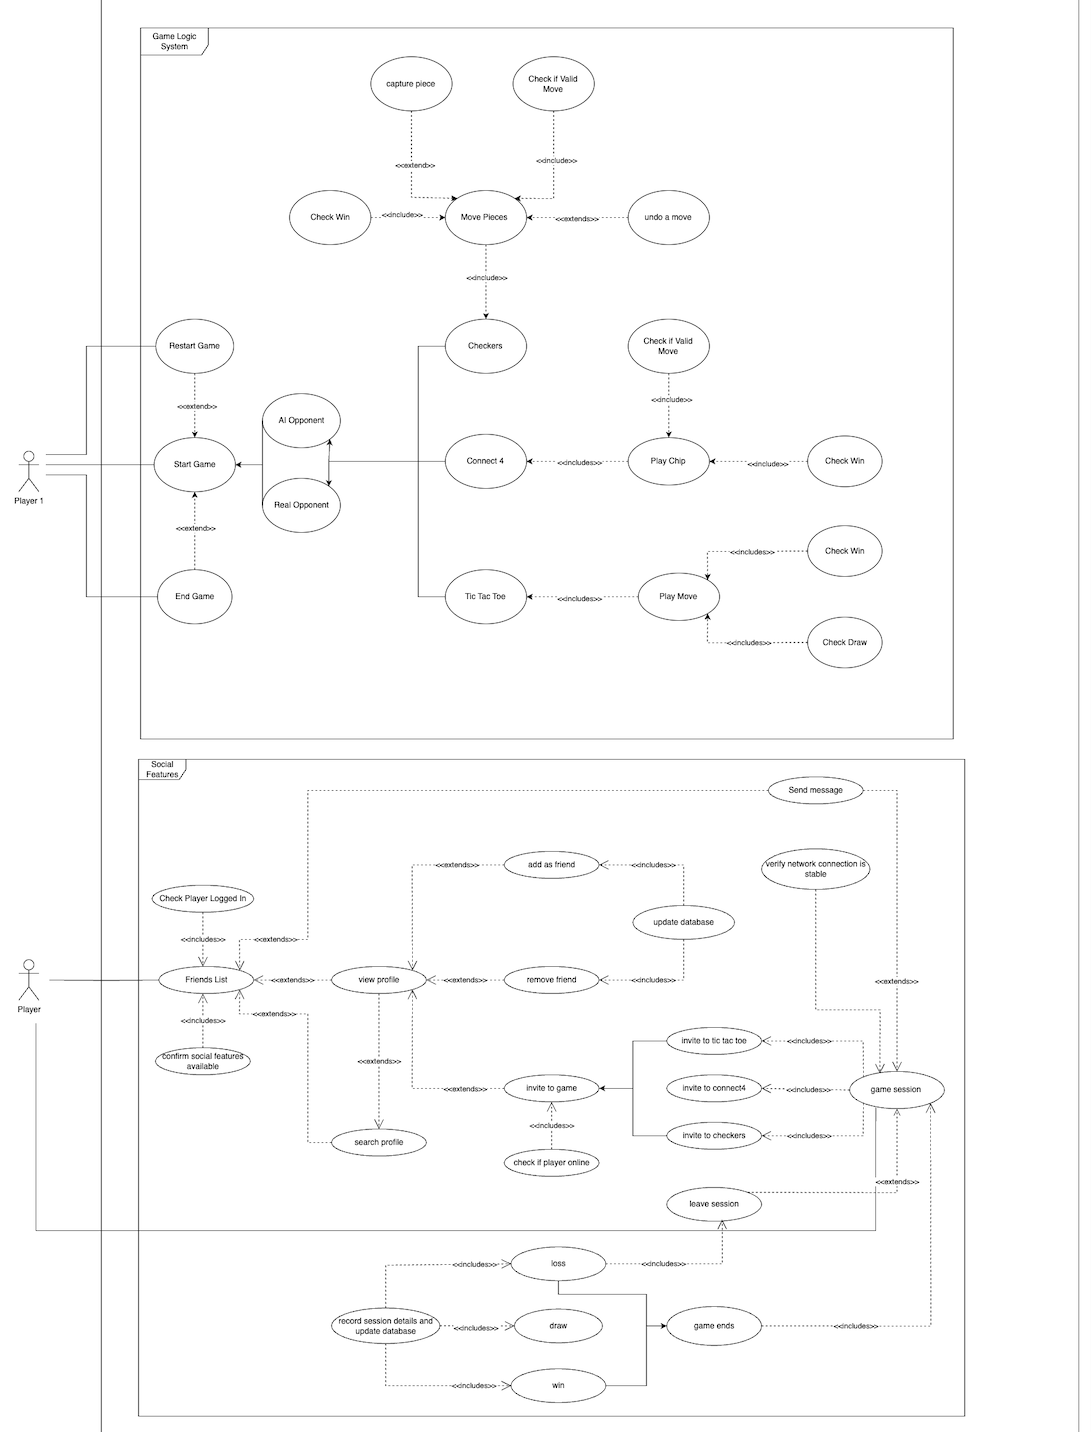 Game Logic
System
capture piece
Check if Valid
Move
<<extend>>
<<include>>
Check Win
<<include>>
Move Pieces
<<extends>>
undo a move
<<include>>
Restart Game
Checkers
Check if Valid
Move
<<extend>>
<<include>>
AI Opponent
Player 1
Start Game
Connect 4
<<includes>>
Play Chip
<<include>>
Check Win
Real Opponent
<<extend>>
<<includes>>
Check Win
End Game
Tic Tac Toe
<<includes>>
Play Move
<<includes>>
Check Draw
Social
Features
Send message
add as friend
<<extends>>
<<includes>>
verify network connection is
stable
Check Player Logged In
update database
<<includes>>
<<extends>>
Player
Friends List
<<extends>>
view profile
<<extends>>
remove friend
<<includes>>
<<extends>>
<<includes>>
<<extends>>
confirm social features
available
<<extends>>
invite to tic tac toe
<<includes>>
<<extends>>
invite to game
invite to connect4
<<includes>>
game session
<<includes>>
search profile
invite to checkers
<<includes>>
check if player online
<<extends>>
leave session
<<includes>>
loss
<<includes>>
record session details and
update database
<<includes>>
draw
game ends
<<includes>>
<<includes>>
win